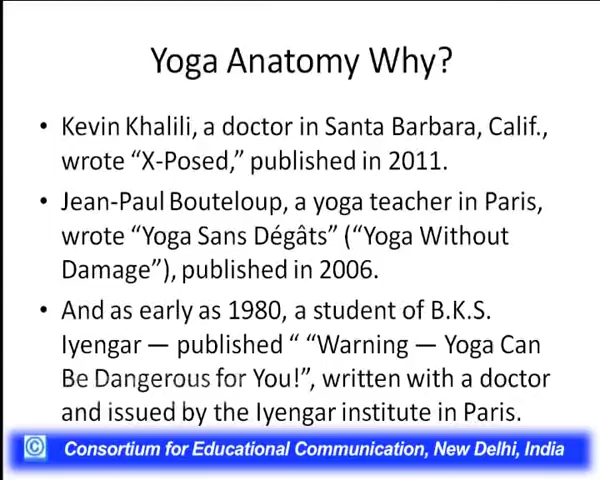 Yoga Anatomy Why?
• Kevin Khalili, a doctor in Santa Barbara, Calif.,
wrote “X-Posed,” published in 2011.
• Jean-Paul Bouteloup, a yoga teacher in Paris,
wrote “Yoga Sans Dégâts” (“Yoga Without
Damage”), published in 2006.
• And as early as 1980, a student of B.K.S.
Iyengar — published “ “Warning — Yoga Can
Be Dangerous for You!”, written with a doctor
and issued by the Iyengar institute in Paris.
© Consortium for Educational Communication, New Delhi, India